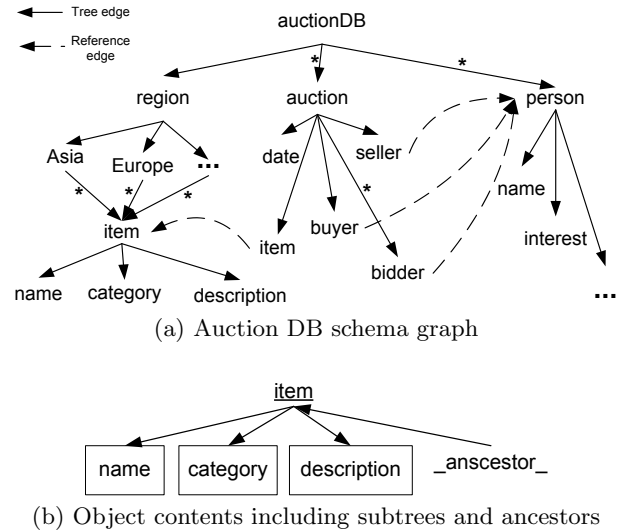 Tree edge
auctionDB
Reference
edge
*
*
region
auction
person
Asia
Europe
...
date
seller
*
*
*
*
name
item
item
buyer
interest
bidder
name
category
description
...
(a) Auction DB schema graph
item
name
category
description
_anscestor_
(b) Object contents including subtrees and ancestors